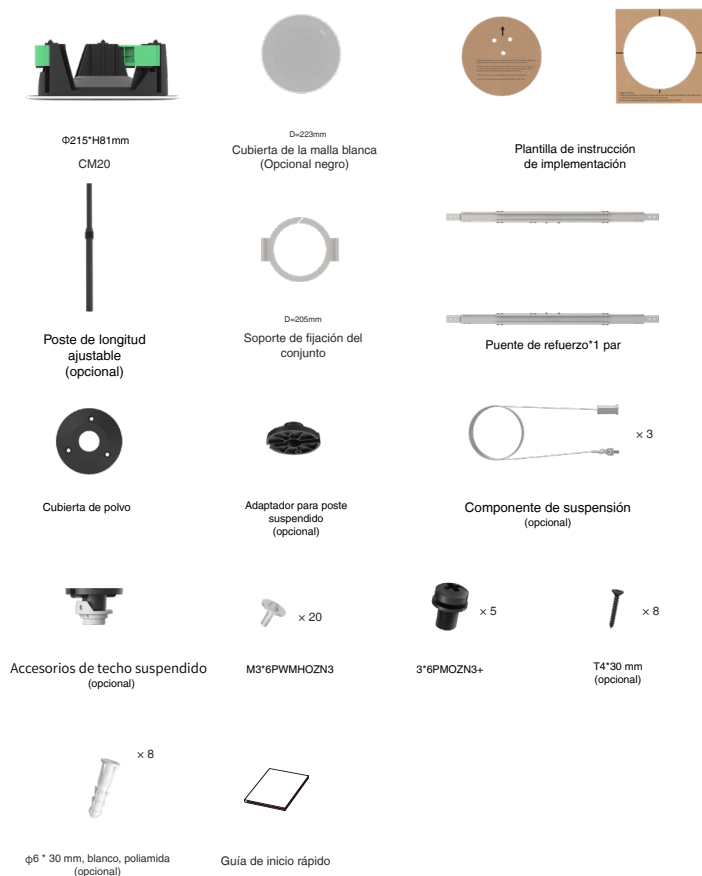 Φ215*H81mm
CM20
D=223mm
Cubierta de la malla blanca
(Opcional negro)
Plantilla de instrucción
de implementación
Poste de longitud
ajustable
(opcional)
D=205mm
Soporte de fijación del
conjunto
Puente de refuerzo*1 par
Cubierta de polvo
Adaptador para poste
suspendido
(opcional)
× 3
Componente de suspensión
(opcional)
Accesorios de techo suspendido
(opcional)
× 20
M3*6PWMHOZN3
× 5
3*6PMOZN3+
× 8
T4*30 mm
(opcional)
× 8
φ6 * 30 mm, blanco, poliamida
(opcional)
Guía de inicio rápido